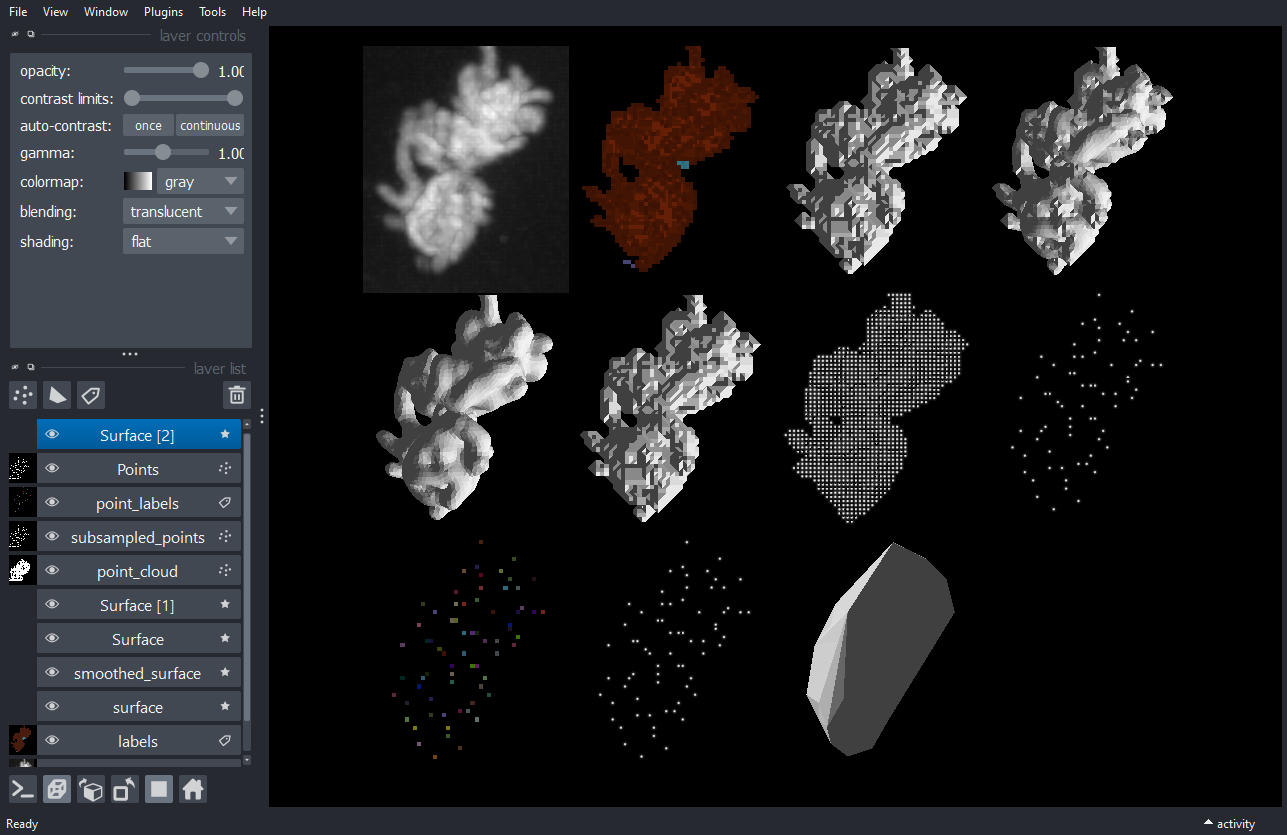 File View Window Plugins Tools Help
layer controls
opacity: 1.00
contrast limits:
auto-contrast: once continuous
gamma: 1.00
colormap: gray
blending: translucent
shading: flat
layer list
Surface [2]
Points
point_labels
subsampled_points
point_cloud
Surface [1]
Surface
smoothed_surface
surface
labels
Ready
activity